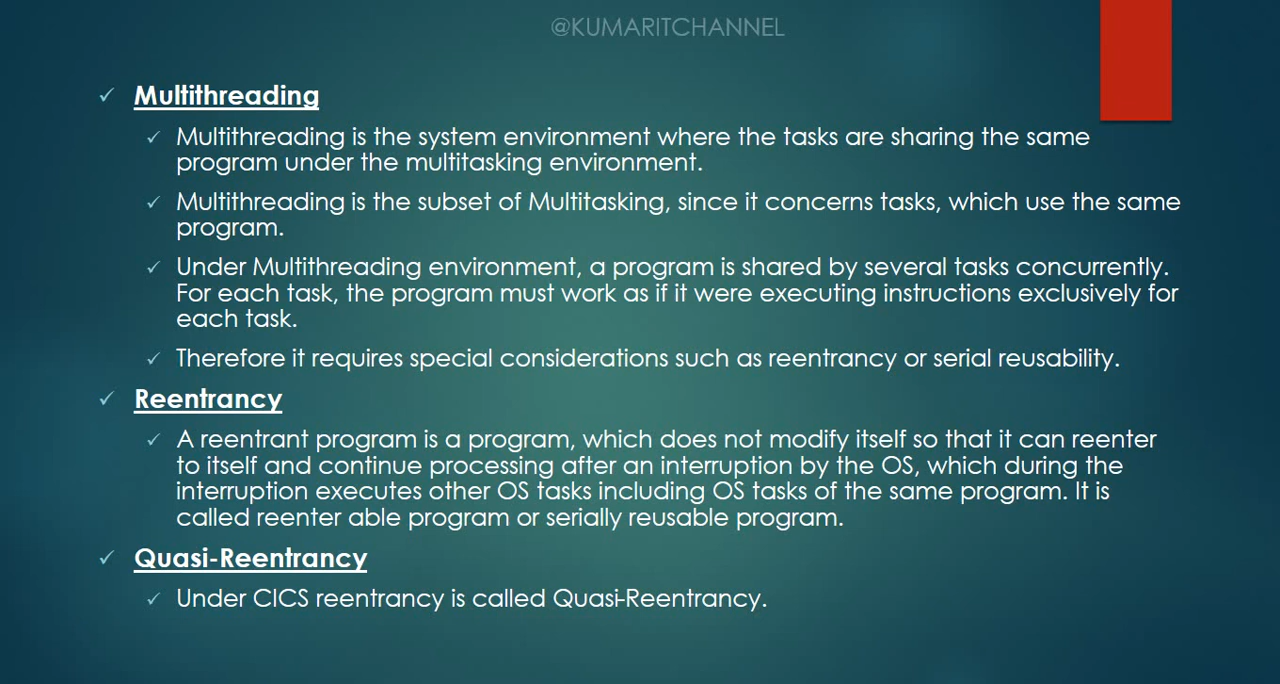 @KUMARITCHANNEL
Multithreading
Multithreading is the system environment where the tasks are sharing the same
program under the multitasking environment.
Multithreading is the subset of Multitasking, since it concerns tasks, which use the same
program.
Under Multithreading environment, a program is shared by several tasks concurrently.
For each task, the program must work as if it were executing instructions exclusively for
each task.
Therefore it requires special considerations such as reentrancy or serial reusability.
Reentrancy
A reentrant program is a program, which does not modify itself so that it can reenter
to itself and continue processing after an interruption by the OS, which during the
interruption executes other OS tasks including OS tasks of the same program. It is
called reenter able program or serially reusable program.
Quasi-Reentrancy
Under CICS reentrancy is called Quasi-Reentrancy.